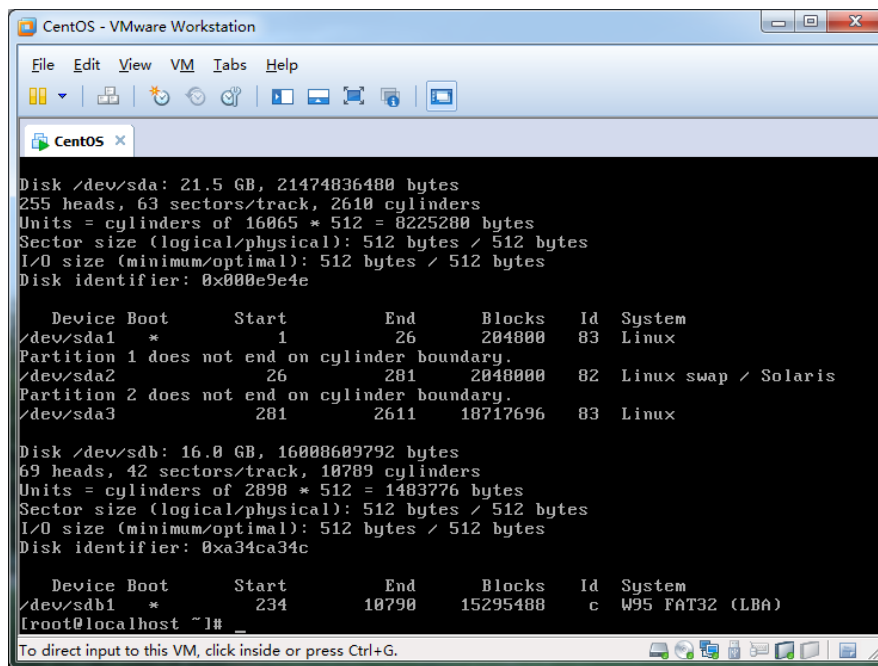 CentOS - VMware Workstation
File Edit View VM Tabs Help
CentOS
Disk /dev/sda: 21.5 GB, 21474836480 bytes
255 heads, 63 sectors/track, 2610 cylinders
Units = cylinders of 16065 * 512 = 8225280 bytes
Sector size (logical/physical): 512 bytes / 512 bytes
I/O size (minimum/optimal): 512 bytes / 512 bytes
Disk identifier: 0x000e9e4e
Device Boot Start End Blocks Id System
/dev/sda1 * 1 26 204800 83 Linux
Partition 1 does not end on cylinder boundary.
/dev/sda2 26 281 2048000 82 Linux swap / Solaris
Partition 2 does not end on cylinder boundary.
/dev/sda3 281 2611 18717696 83 Linux
Disk /dev/sdb: 16.0 GB, 16008609792 bytes
69 heads, 42 sectors/track, 10789 cylinders
Units = cylinders of 2898 * 512 = 1483776 bytes
Sector size (logical/physical): 512 bytes / 512 bytes
I/O size (minimum/optimal): 512 bytes / 512 bytes
Disk identifier: 0xa34ca34c
Device Boot Start End Blocks Id System
/dev/sdb1 * 234 10790 15295488 c W95 FAT32 (LBA)
[root@localhost ~]# _
To direct input to this VM, click inside or press Ctrl+G.